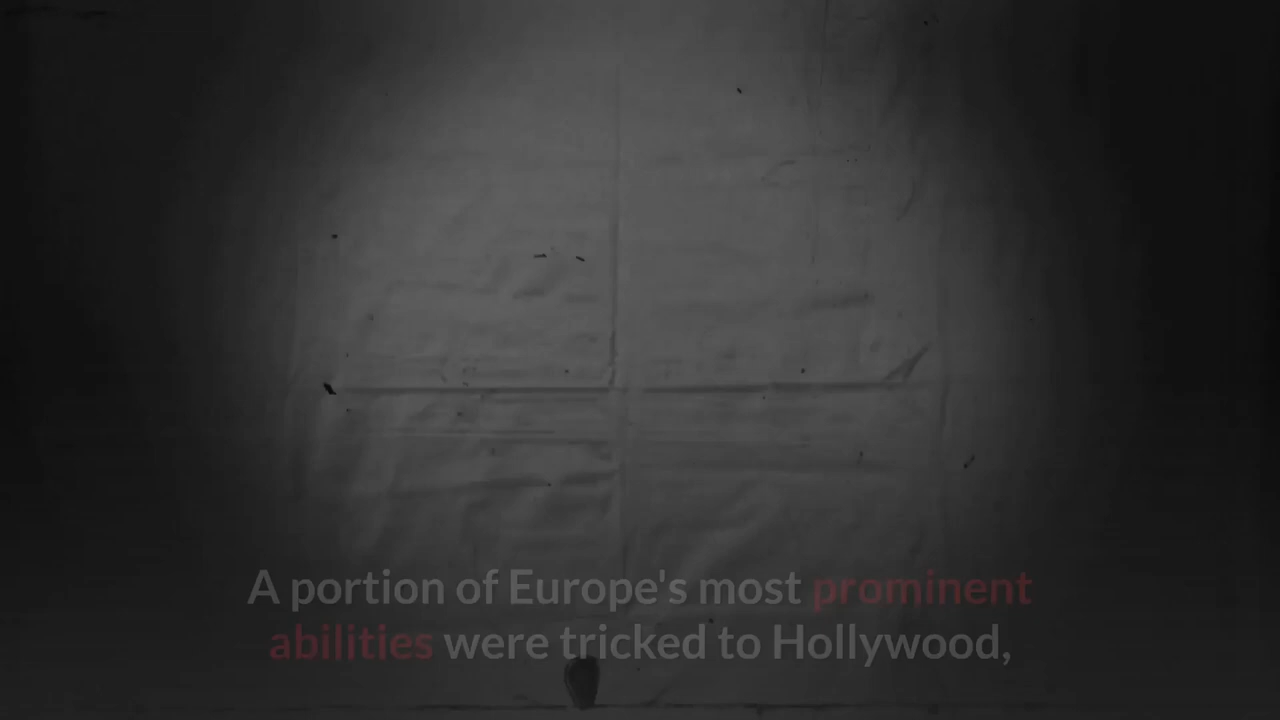 A portion of Europe's most prominent
abilities were tricked to Hollywood,